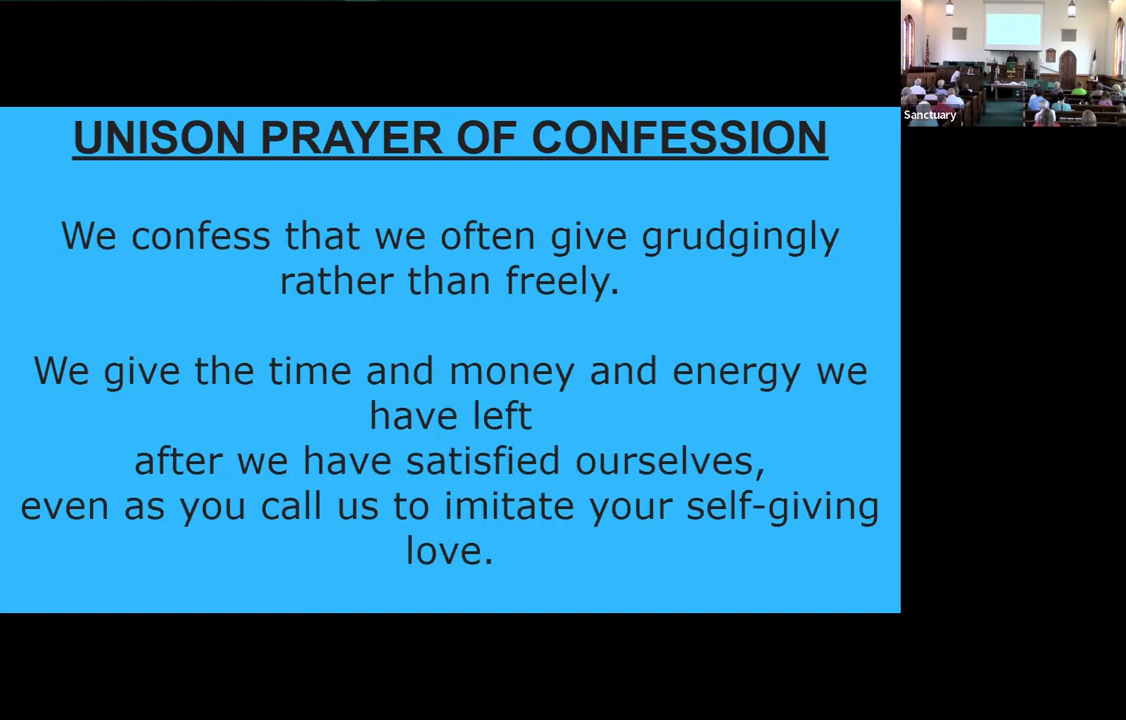 UNISON PRAYER OF CONFESSION
We confess that we often give grudgingly
rather than freely.
We give the time and money and energy we
have left
after we have satisfied ourselves,
even as you call us to imitate your self-giving
love.
Sanctuary